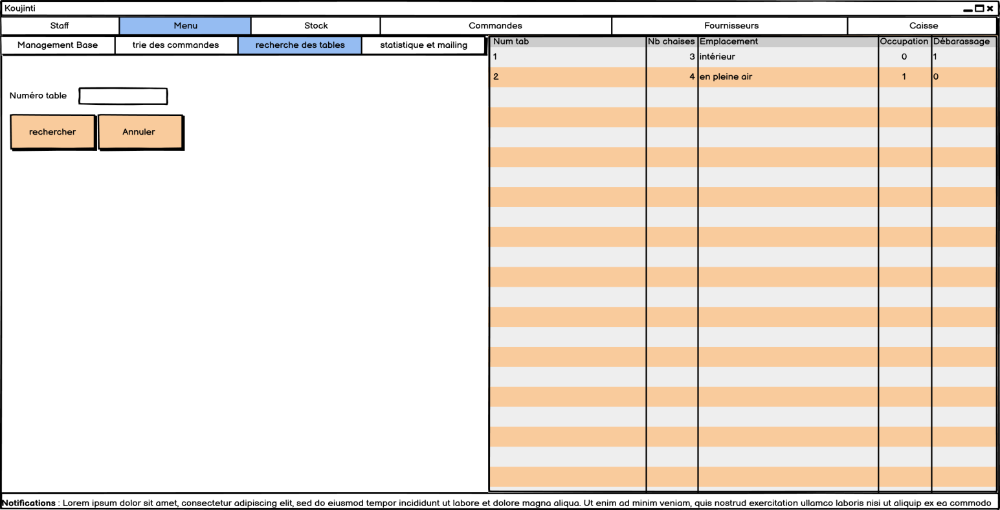 Koujinti
Staff Menu Stock Commandes Fournisseurs Caisse
Management Base trie des commandes recherche des tables statistique et mailing
Num tab Nb chaises Emplacement Occupation Débarassage
1 3 intérieur 0 1
2 4 en pleine air 1 0
Numéro table
rechercher Annuler
Notifications : Lorem ipsum dolor sit amet, consectetur adipiscing elit, sed do eiusmod tempor incididunt ut labore et dolore magna aliqua. Ut enim ad minim veniam, quis nostrud exercitation ullamco laboris nisi ut aliquip ex ea commodo